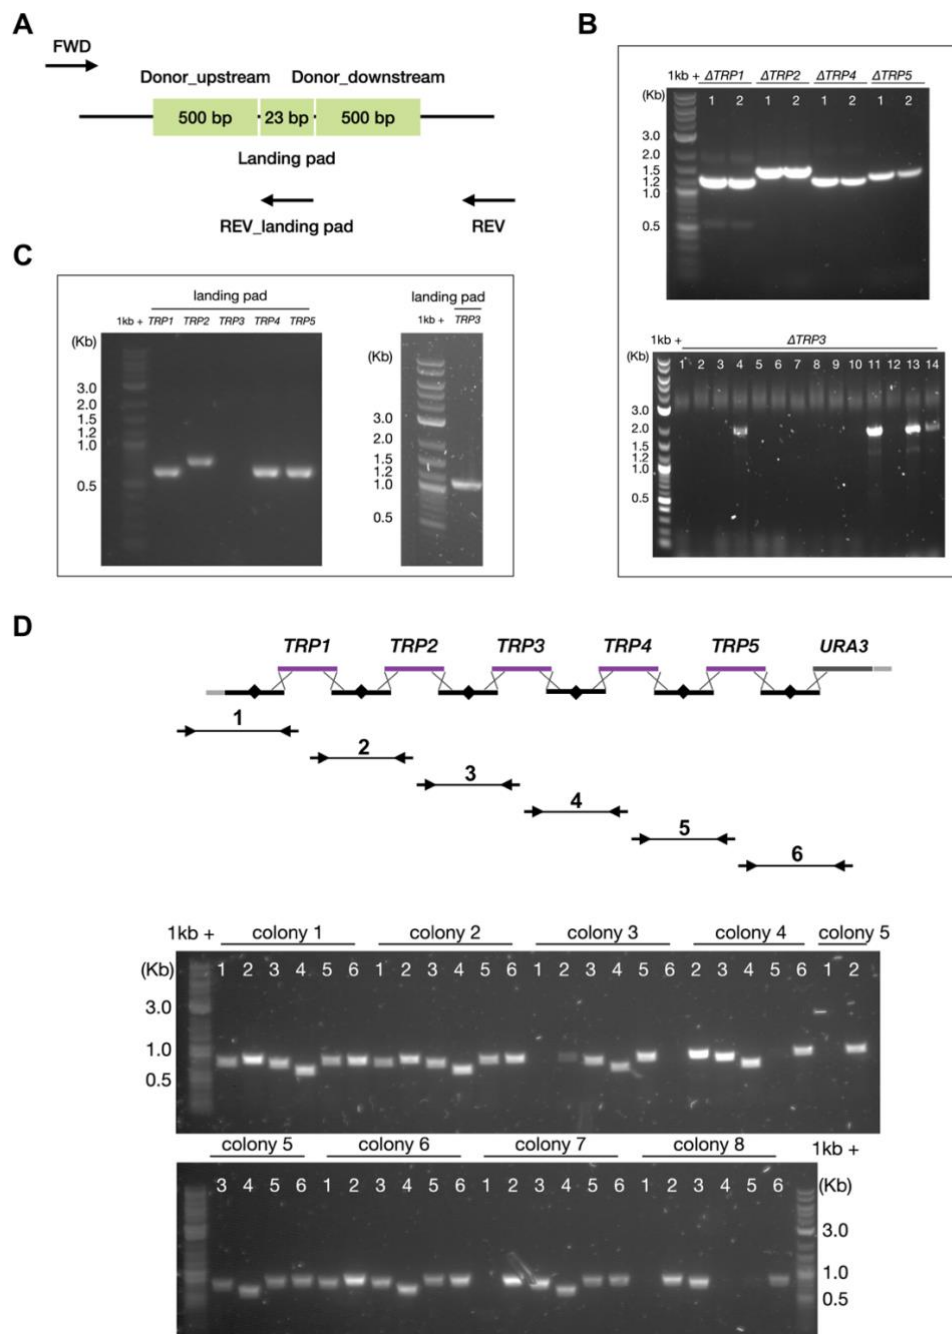 A
FWD
Donor_upstream Donor_downstream
500 bp 23 bp 500 bp
Landing pad
REV_landing pad REV
B
1kb + ΔTRP1 ΔTRP2 ΔTRP4 ΔTRP5
(Kb) 1 2 1 2 1 2 1 2
3.0
2.0
1.5
1.2
1.0
0.5
1kb + ΔTRP3
(Kb) 1 2 3 4 5 6 7 8 9 10 11 12 13 14
3.0
2.0
1.5
1.2
1.0
0.5
C
landing pad
1kb + TRP1 TRP2 TRP3 TRP4 TRP5
(Kb)
3.0
2.0
1.5
1.2
1.0
0.5
landing pad
1kb + TRP3
(Kb)
3.0
2.0
1.5
1.2
1.0
0.5
D
TRP1 TRP2 TRP3 TRP4 TRP5 URA3
1
2
3
4
5
6
1kb + colony 1 colony 2 colony 3 colony 4 colony 5
(Kb) 1 2 3 4 5 6 1 2 3 4 5 6 1 2 3 4 5 6 1 2 3 4 5 6 1 2
3.0
1.0
0.5
colony 5 colony 6 colony 7 colony 8 1kb +
3 4 5 6 1 2 3 4 5 6 1 2 3 4 5 6 1 2 3 4 5 6 (Kb)
3.0
1.0
0.5